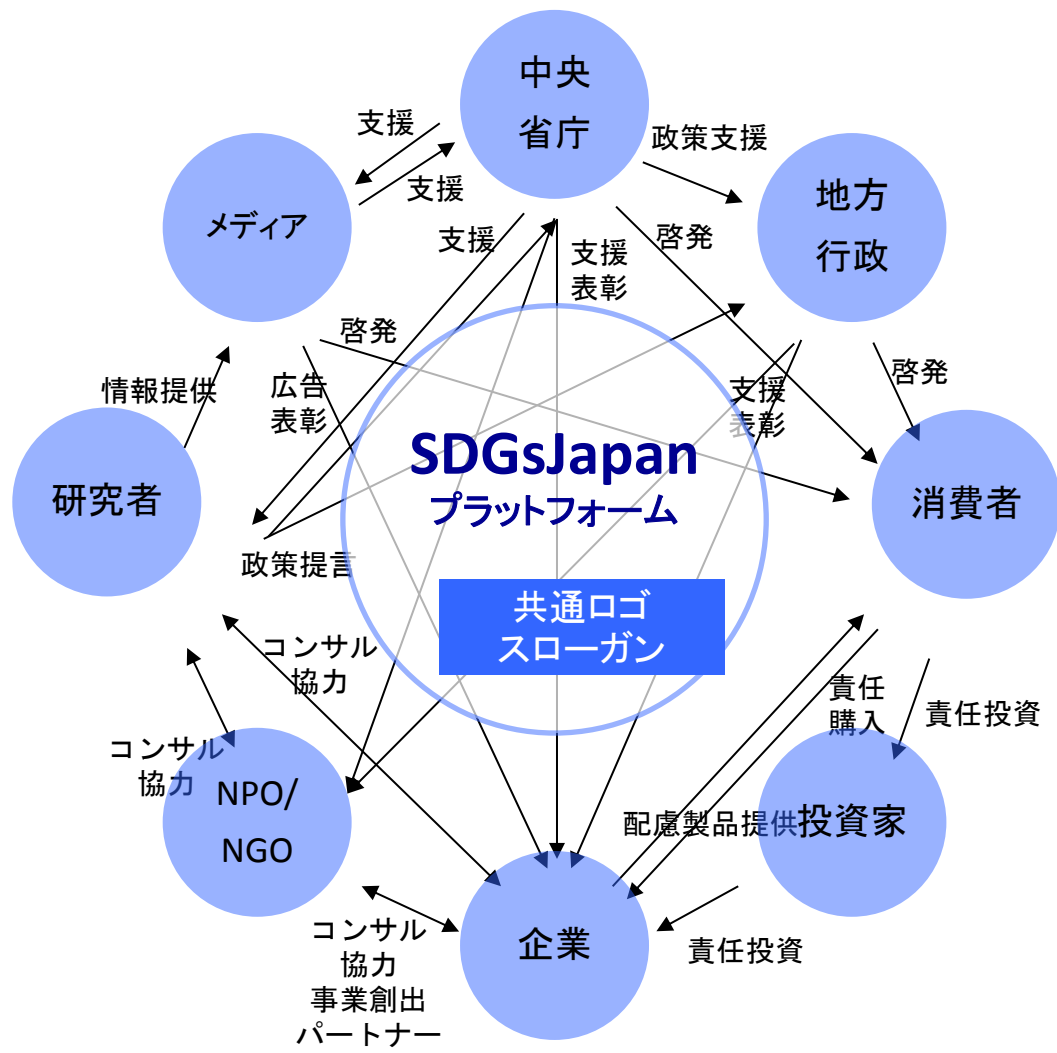 中央
省庁
支援
政策支援
支援
地方
行政
メディア
支援
啓発
支援
表彰
啓発
啓発
情報提供
広告
表彰
支援
表彰
SDGsJapan
プラットフォーム
研究者
消費者
政策提言
共通ロゴ
スローガン
コンサル
協力
責任
購入
責任投資
コンサル
協力
NPO/
NGO
配慮製品提供
投資家
コンサル
協力
事業創出
パートナー
企業
責任投資